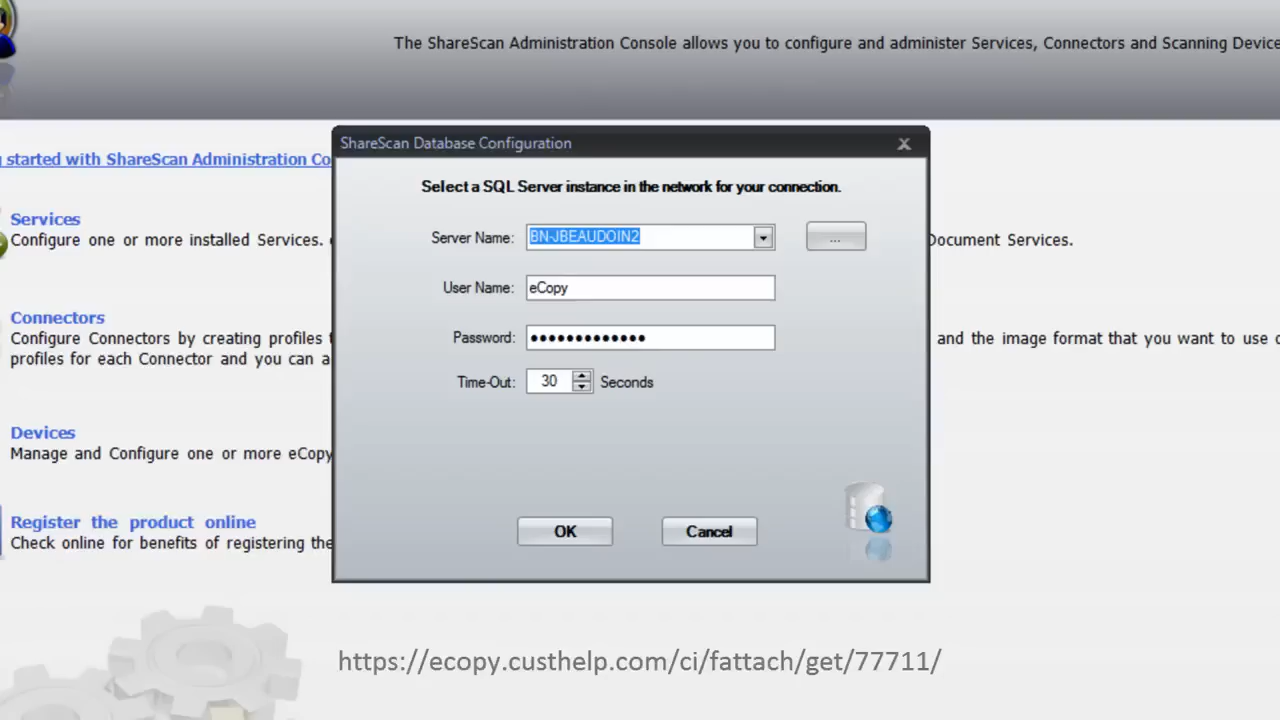 The ShareScan Administration Console allows you to configure and administer Services, Connectors and Scanning Device
ShareScan Database Configuration
started with ShareScan Administration Co
Select a SQL Server instance in the network for your connection.
Services
Server Name: BN-JBEAUDOIN2 ...
Configure one or more installed Services. Document Services.
User Name: eCopy
Connectors
Configure Connectors by creating profiles and the image format that you want to use
Password: •••••••••••••
profiles for each Connector and you can a
Time-Out: 30 Seconds
Devices
Manage and Configure one or more eCopy
Register the product online
OK Cancel
Check online for benefits of registering the
https://ecopy.custhelp.com/ci/fattach/get/77711/